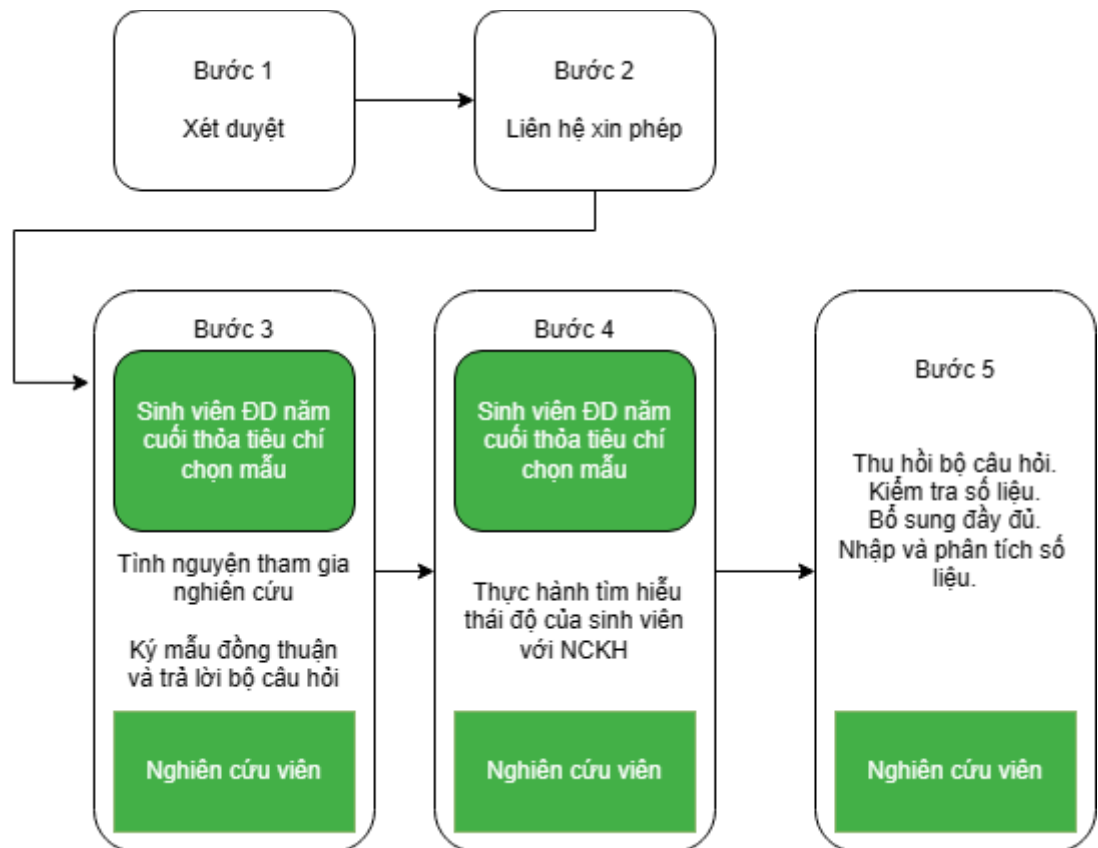 Bước 1
Xét duyệt
Bước 2
Liên hệ xin phép
Bước 3
Sinh viên ĐD năm
cuối thỏa tiêu chí
chọn mẫu
Tình nguyện tham gia
nghiên cứu
Ký mẫu đồng thuận
và trả lời bộ câu hỏi
Nghiên cứu viên
Bước 4
Sinh viên ĐD năm
cuối thỏa tiêu chí
chọn mẫu
Thực hành tìm hiểu
thái độ của sinh viên
với NCKH
Nghiên cứu viên
Bước 5
Thu hồi bộ câu hỏi.
Kiểm tra số liệu.
Bổ sung đầy đủ.
Nhập và phân tích số
liệu.
Nghiên cứu viên